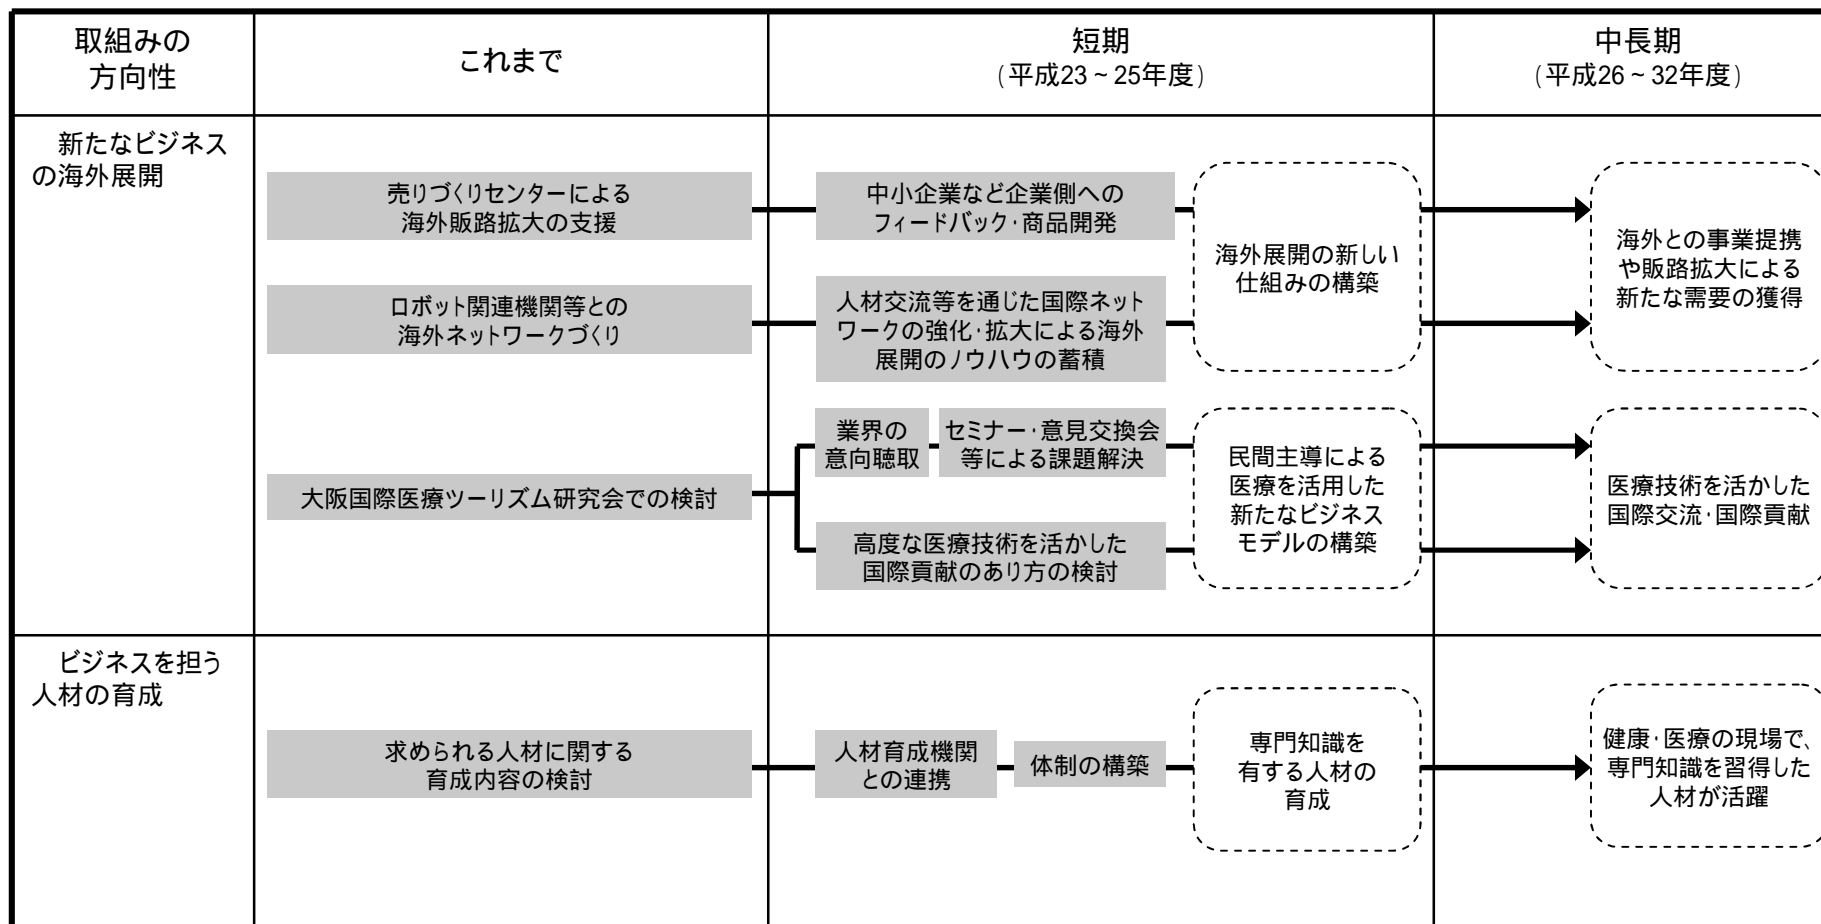 取組みの
方向性
これまで
短期
(平成23~25年度)
中長期
(平成26~32年度)
新たなビジネス
の海外展開
売りづくりセンターによる
海外販路拡大の支援
中小企業など企業側への
フィードバック・商品開発
海外展開の新しい
仕組みの構築
海外との事業提携
や販路拡大による
新たな需要の獲得
ロボット関連機関等との
海外ネットワークづくり
人材交流等を通じた国際ネット
ワークの強化・拡大による海外
展開のノウハウの蓄積
大阪国際医療ツーリズム研究会での検討
業界の
意向聴取
セミナー・意見交換会
等による課題解決
高度な医療技術を活かした
国際貢献のあり方の検討
民間主導による
医療を活用した
新たなビジネス
モデルの構築
医療技術を活かした
国際交流・国際貢献
ビジネスを担う
人材の育成
求められる人材に関する
育成内容の検討
人材育成機関
との連携
体制の構築
専門知識を
有する人材の
育成
健康・医療の現場で、
専門知識を習得した
人材が活躍